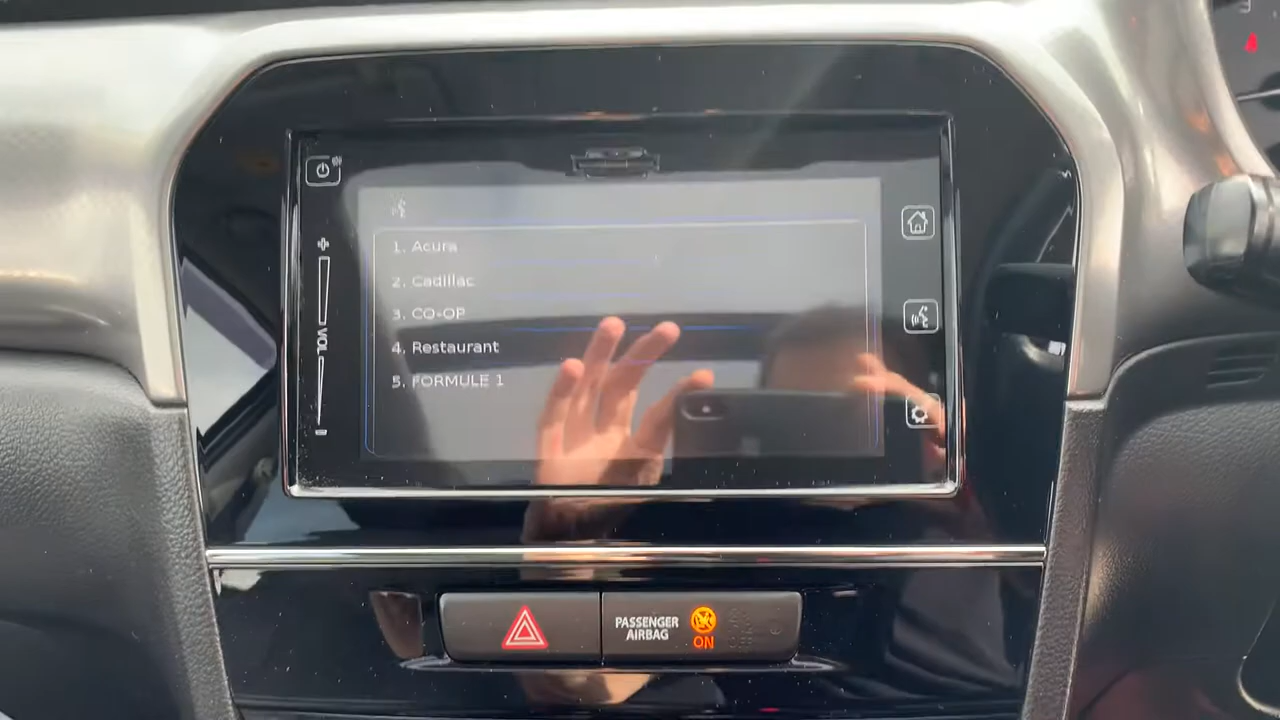 1. Acura
2. Cadillac
3. CO-OP
4. Restaurant
5. FORMULE 1
VOL
PASSENGER
AIRBAG
ON